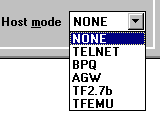 Host mode NONE
NONE
TELNET
BPQ
AGW
TF2.7b
TFEMU